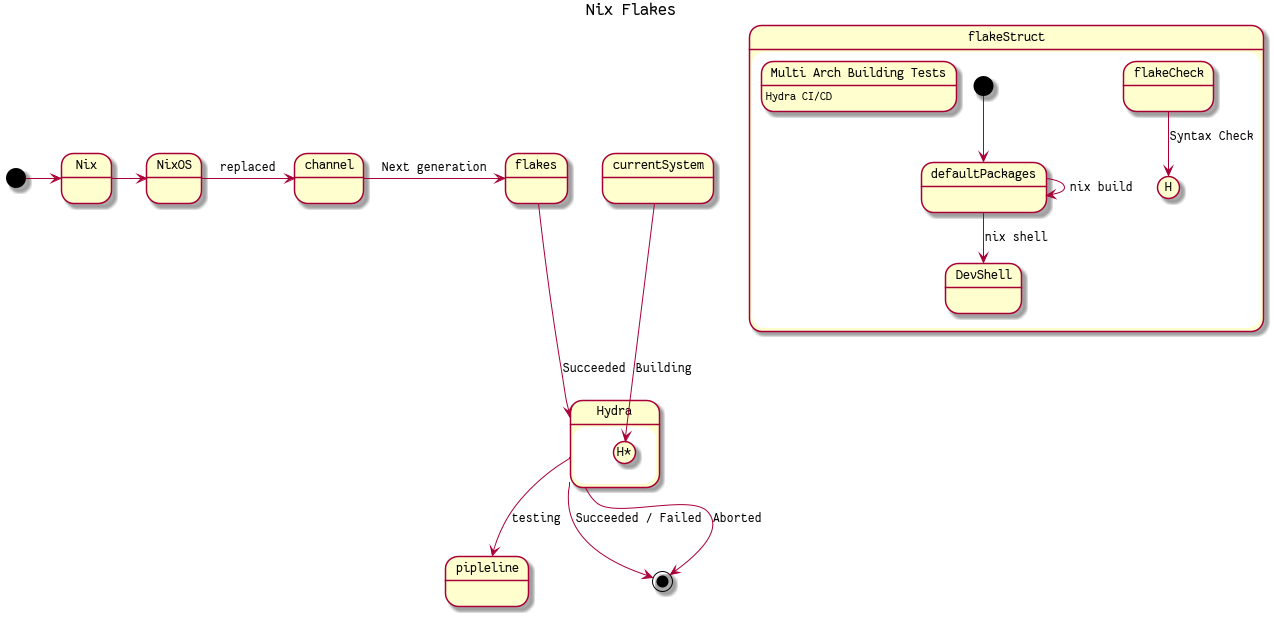 Nix Flakes
flakeStruct
Multi Arch Building Tests
Hydra CI/CD
flakeCheck
Syntax Check
H
defaultPackages
nix build
nix shell
DevShell
Nix
NixOS
replaced
channel
Next generation
flakes
currentSystem
Succeeded
Building
Hydra
H*
testing
Succeeded / Failed
Aborted
pipleline